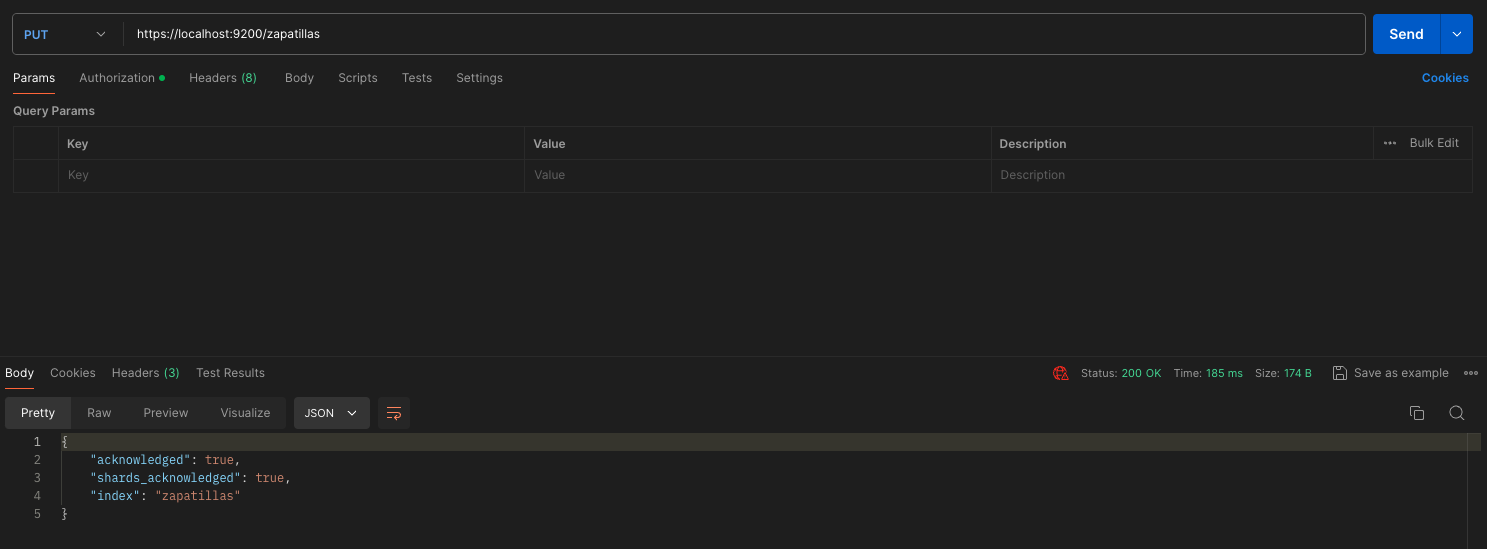 PUT https://localhost:9200/zapatillas Send
Params Authorization Headers (8) Body Scripts Tests Settings Cookies
Query Params
Key Value Description Bulk Edit
Key Value Description
Body Cookies Headers (3) Test Results Status: 200 OK Time: 185 ms Size: 174 B Save as example
Pretty Raw Preview Visualize JSON
1 {
2 "acknowledged": true,
3 "shards_acknowledged": true,
4 "index": "zapatillas"
5 }